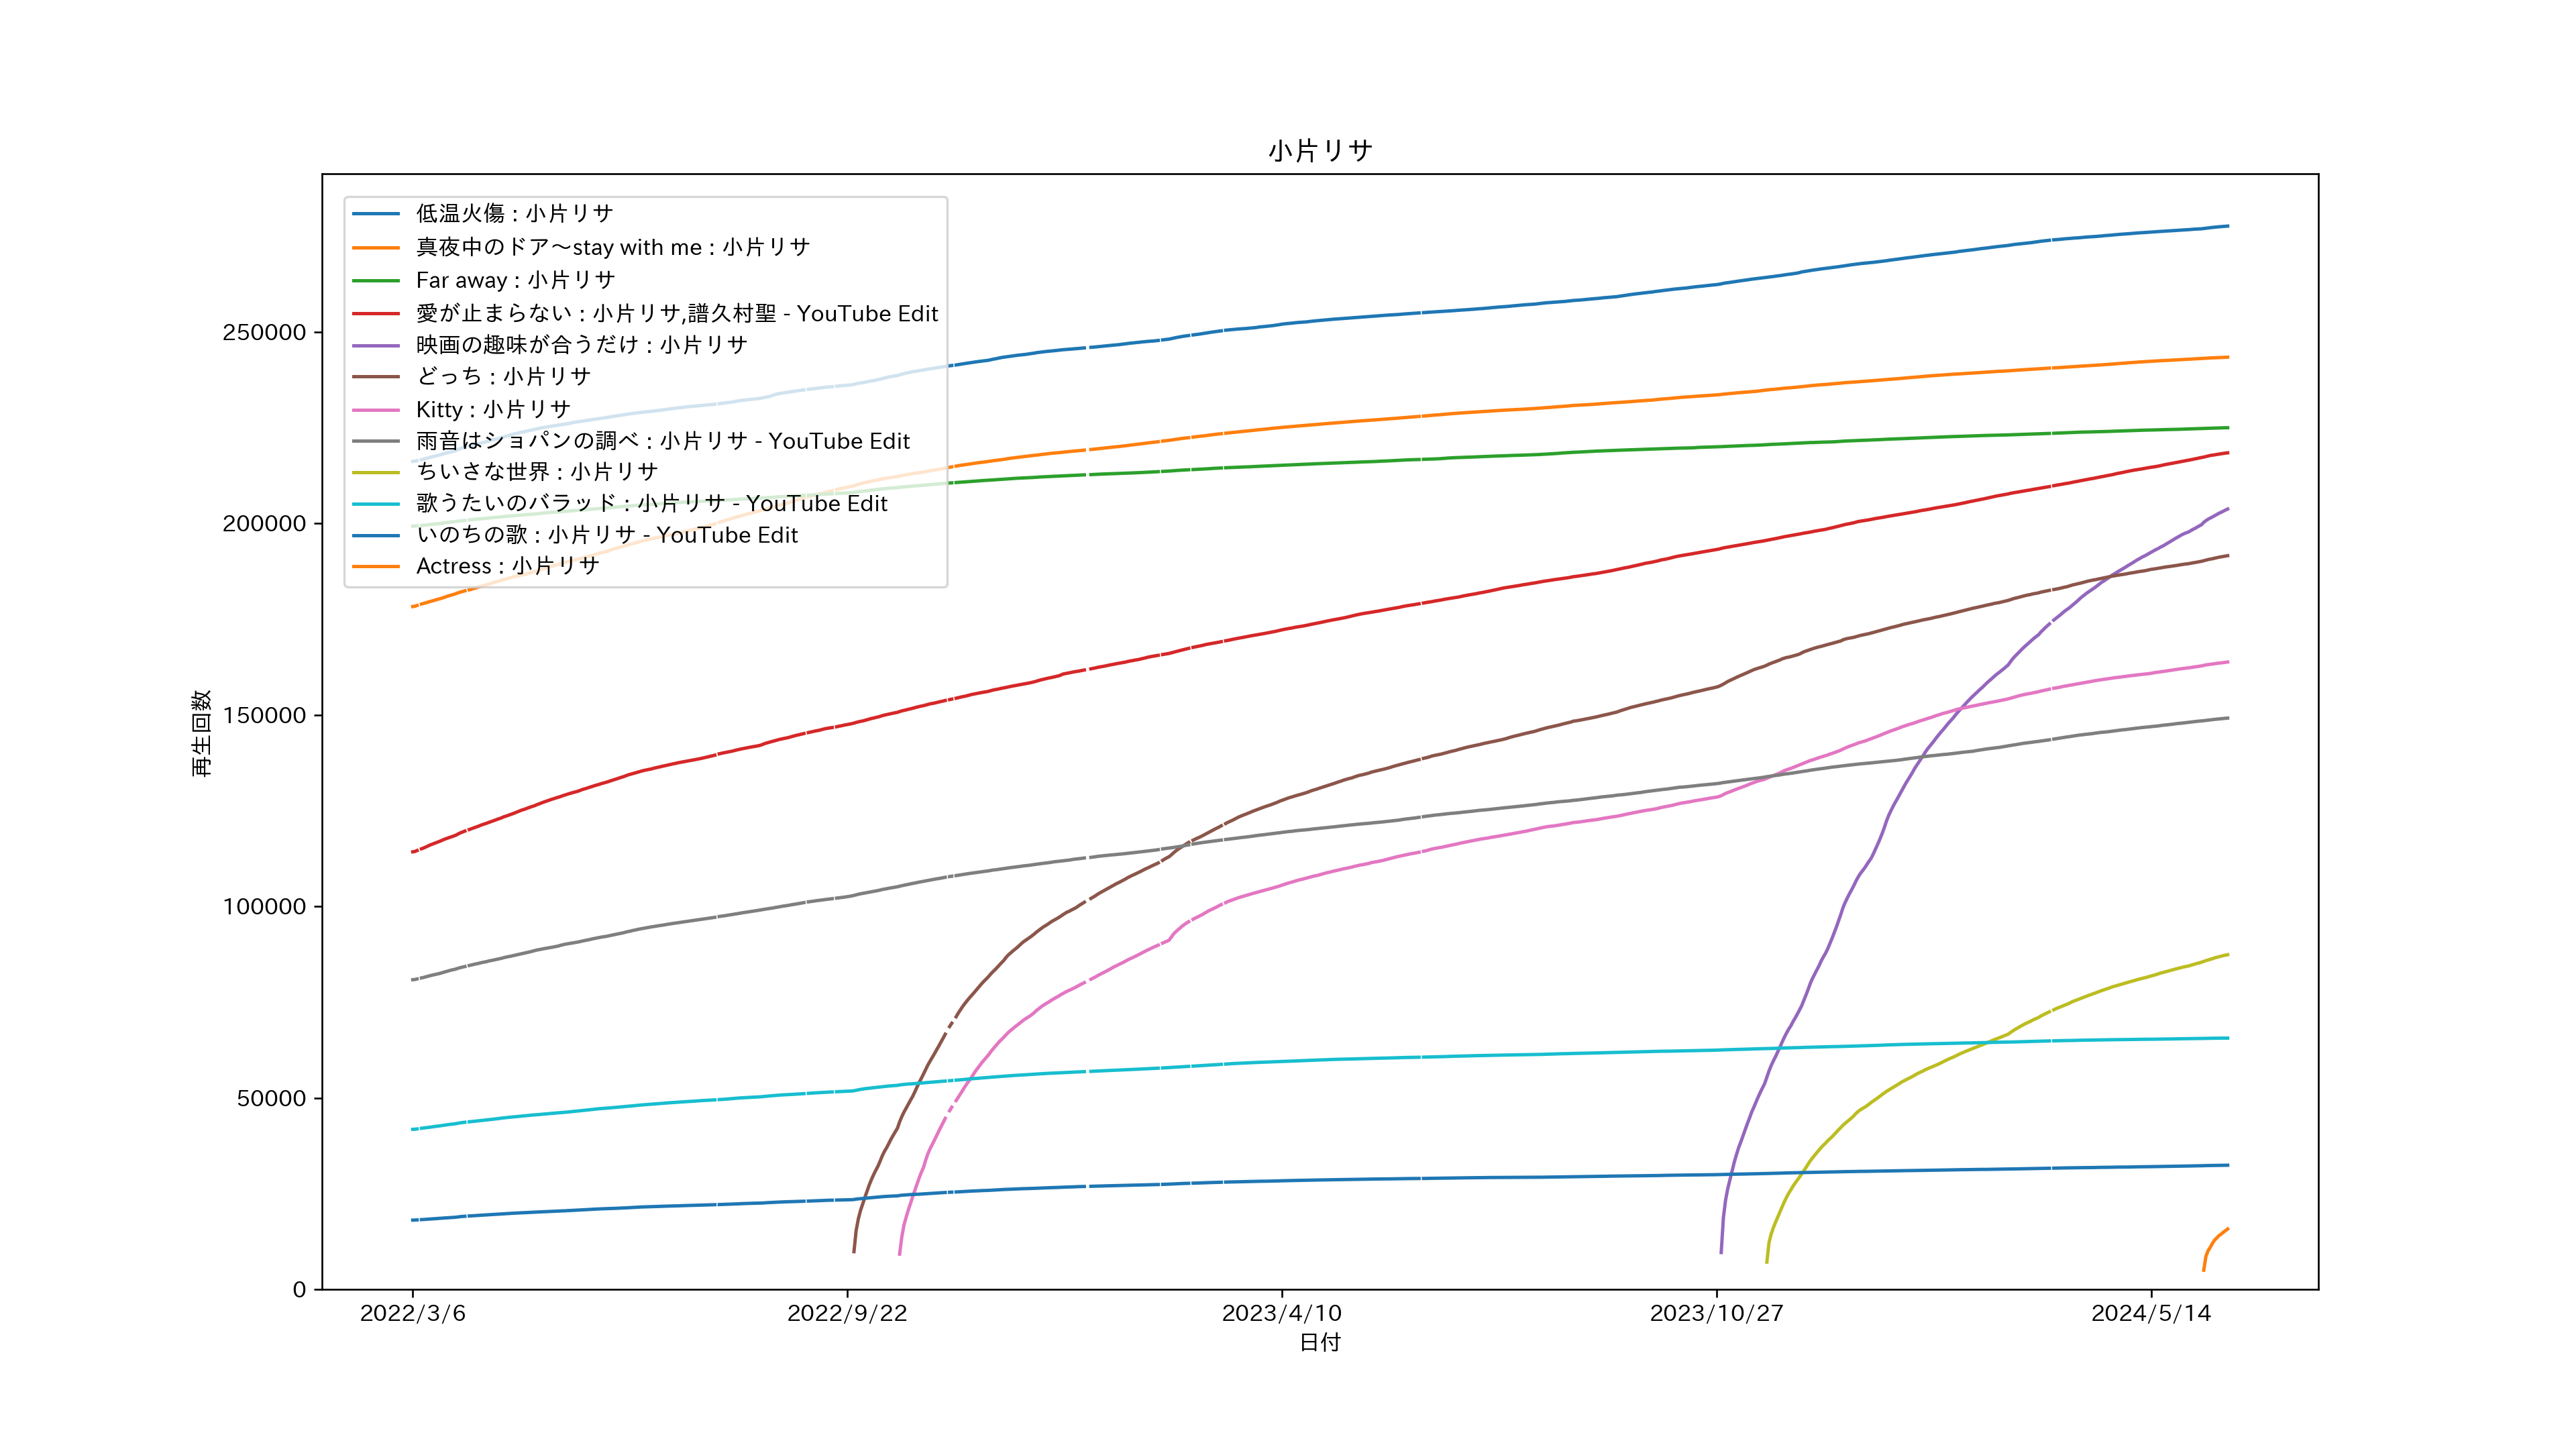 小片リサ
低温火傷 : 小片リサ
真夜中のドア～stay with me : 小片リサ
Far away : 小片リサ
愛が止まらない : 小片リサ,譜久村聖 - YouTube Edit
映画の趣味が合うだけ : 小片リサ
どっち : 小片リサ
Kitty : 小片リサ
雨音はショパンの調べ : 小片リサ - YouTube Edit
ちいさな世界 : 小片リサ
歌うたいのバラッド : 小片リサ - YouTube Edit
いのちの歌 : 小片リサ - YouTube Edit
Actress : 小片リサ
250000
200000
150000
100000
50000
0
再生回数
2022/3/6
2022/9/22
2023/4/10
2023/10/27
2024/5/14
日付